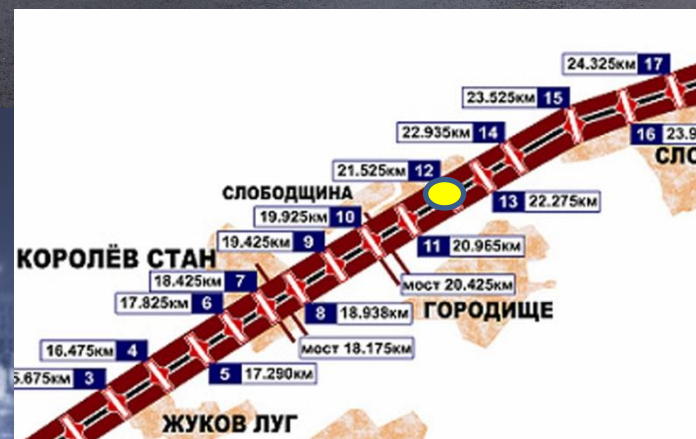 24.325км 17
23.525км 15
22.935км 14
16 23.9
СЛО
21.525км 12
СЛОБОДЩИНА
13 22.275км
19.925км 10
19.425км 9
11 20.965км
КОРОЛЁВ СТАН
18.425км 7
мост 20.425км
17.825км 6
8 18.938км
ГОРОДИЩЕ
мост 18.175км
16.475км 4
5.675км 3
5 17.290км
ЖУКОВ ЛУГ